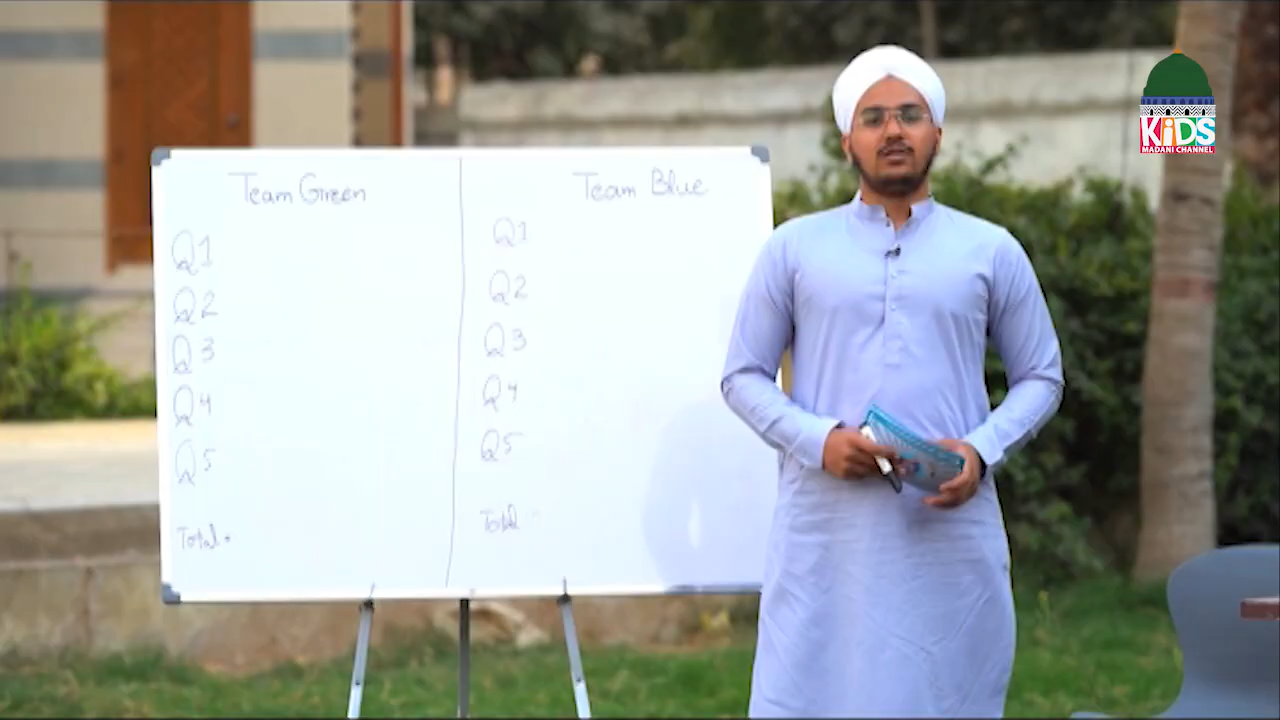 Team Green
Q1
Q2
Q3
Q4
Q5
Total
Team Blue
Q1
Q2
Q3
Q4
Q5
Total
KiDS
MADANI CHANNEL